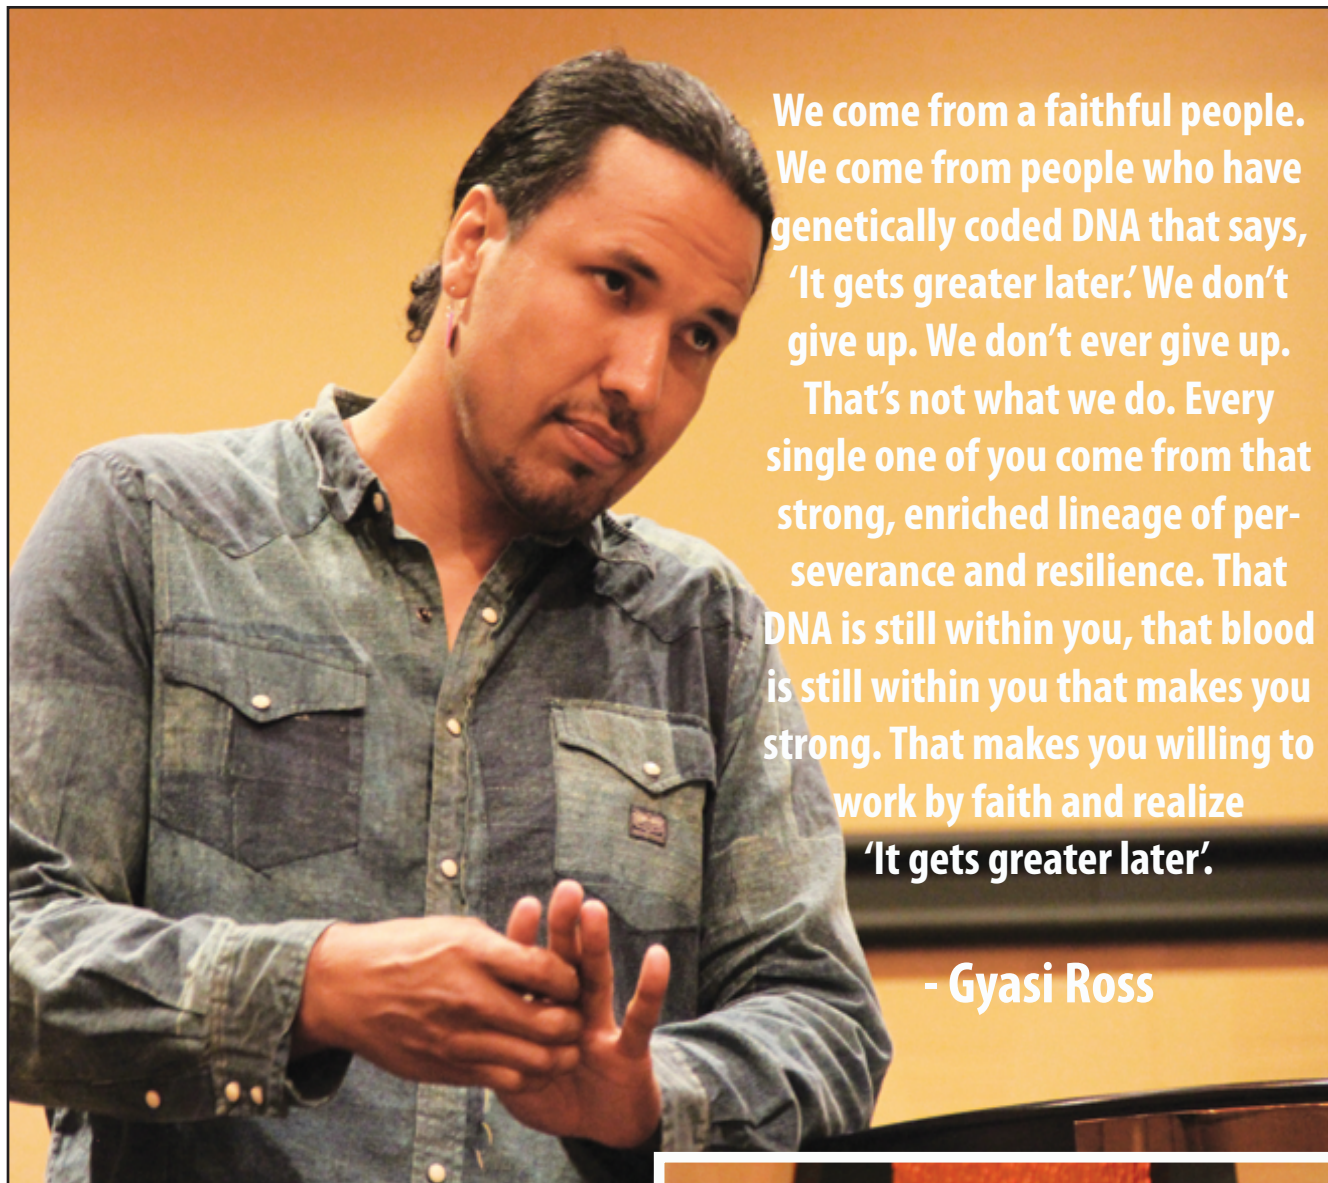 We come from a faithful people.
We come from people who have
genetically coded DNA that says,
‘It gets greater later.’ We don’t
give up. We don’t ever give up.
That’s not what we do. Every
single one of you come from that
strong, enriched lineage of per-
severance and resilience. That
DNA is still within you, that blood
is still within you that makes you
strong. That makes you willing to
work by faith and realize
‘It gets greater later’.
- Gyasi Ross